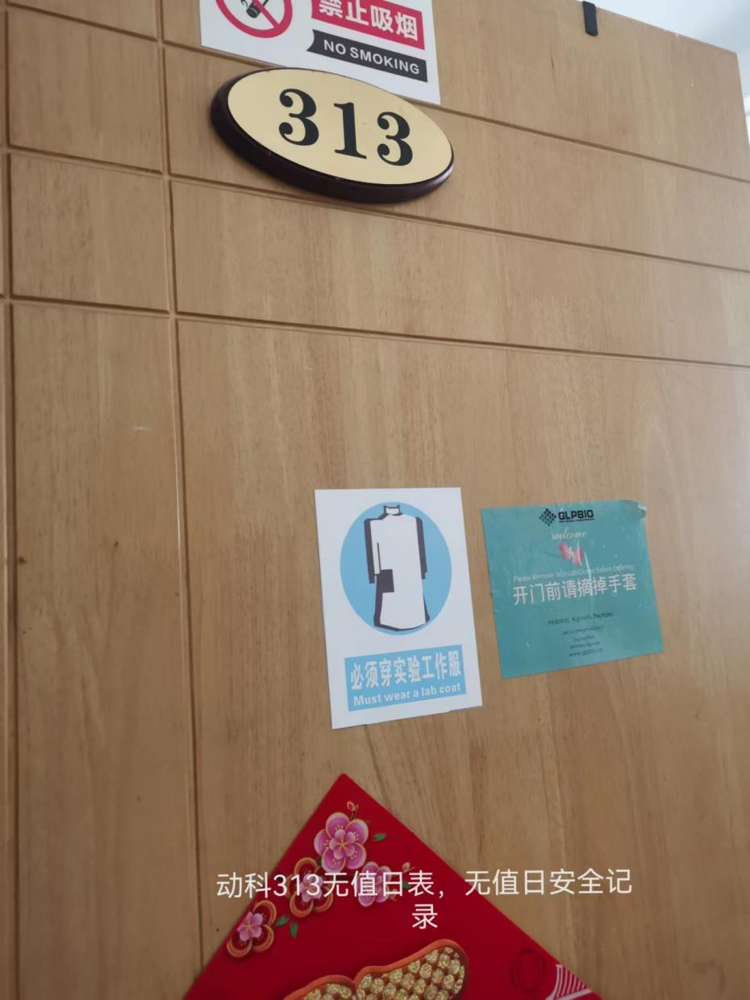 禁止吸烟
NO SMOKING
313
GLPBIO
welcome
Please Remove Your Lab Gloves Before Entering
开门前请摘掉手套
Inhibitors, Agonists, Peptides
www.glpbio.cn
必须穿实验工作服
Must wear a lab coat
动科313无值日表，无值日安全记
录